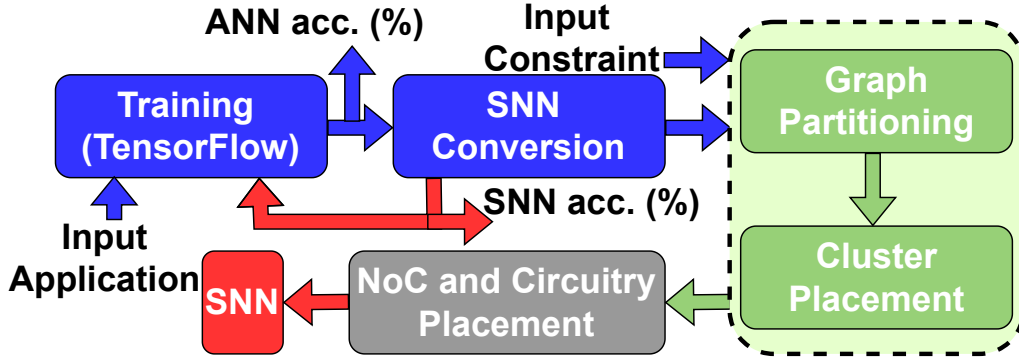 ANN acc. (%)
Input
Constraint
Training
(TensorFlow)
SNN
Conversion
Graph
Partitioning
SNN acc. (%)
Input
Application
SNN
NoC and Circuitry
Placement
Cluster
Placement